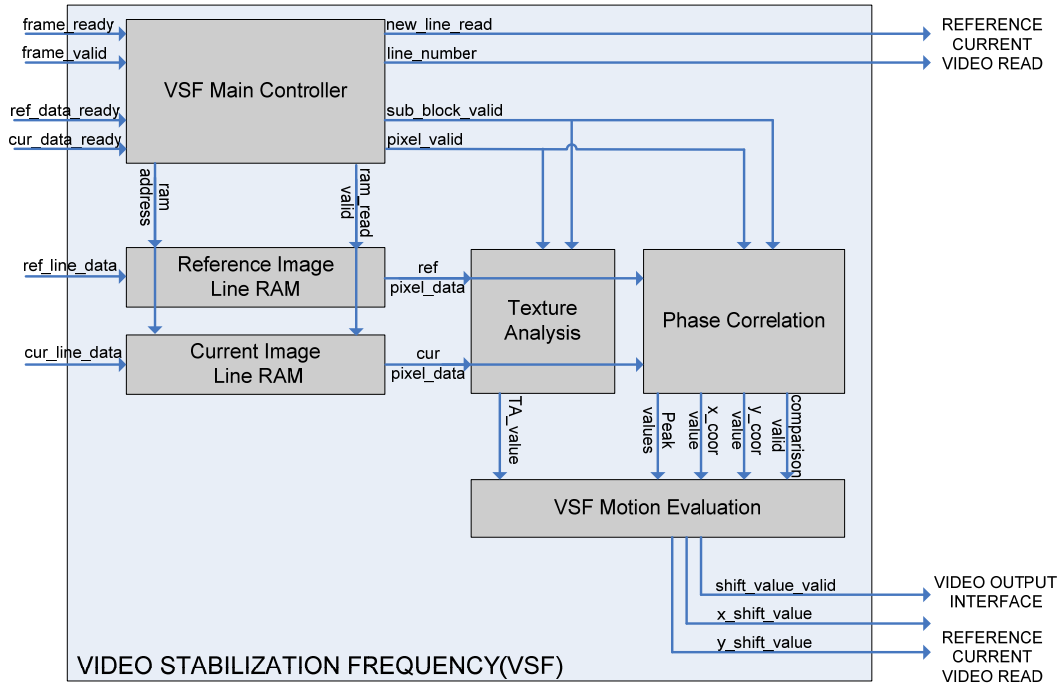 frame_ready
new_line_read
REFERENCE
CURRENT
VIDEO READ
frame_valid
line_number
VSF Main Controller
ref_data_ready
sub_block_valid
cur_data_ready
pixel_valid
ram
address
ram_read
valid
ref_line_data
Reference Image
Line RAM
ref
pixel_data
Texture
Analysis
Phase Correlation
cur_line_data
Current Image
Line RAM
cur
pixel_data
TA_value
Peak
values
x_coor
value
y_coor
value
comparison
valid
VSF Motion Evaluation
shift_value_valid
VIDEO OUTPUT
INTERFACE
x_shift_value
y_shift_value
REFERENCE
CURRENT
VIDEO READ
VIDEO STABILIZATION FREQUENCY(VSF)